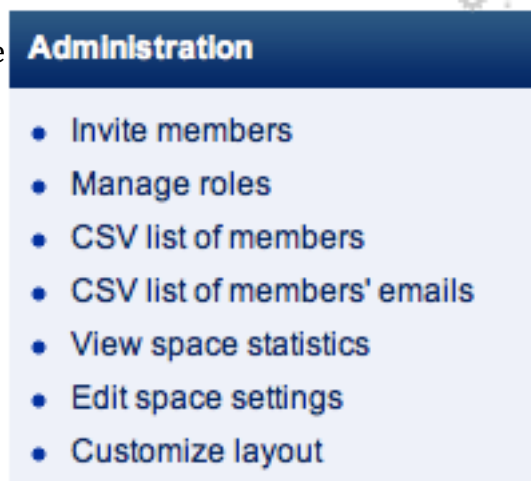 e
Administration
• Invite members
• Manage roles
• CSV list of members
• CSV list of members' emails
• View space statistics
• Edit space settings
• Customize layout